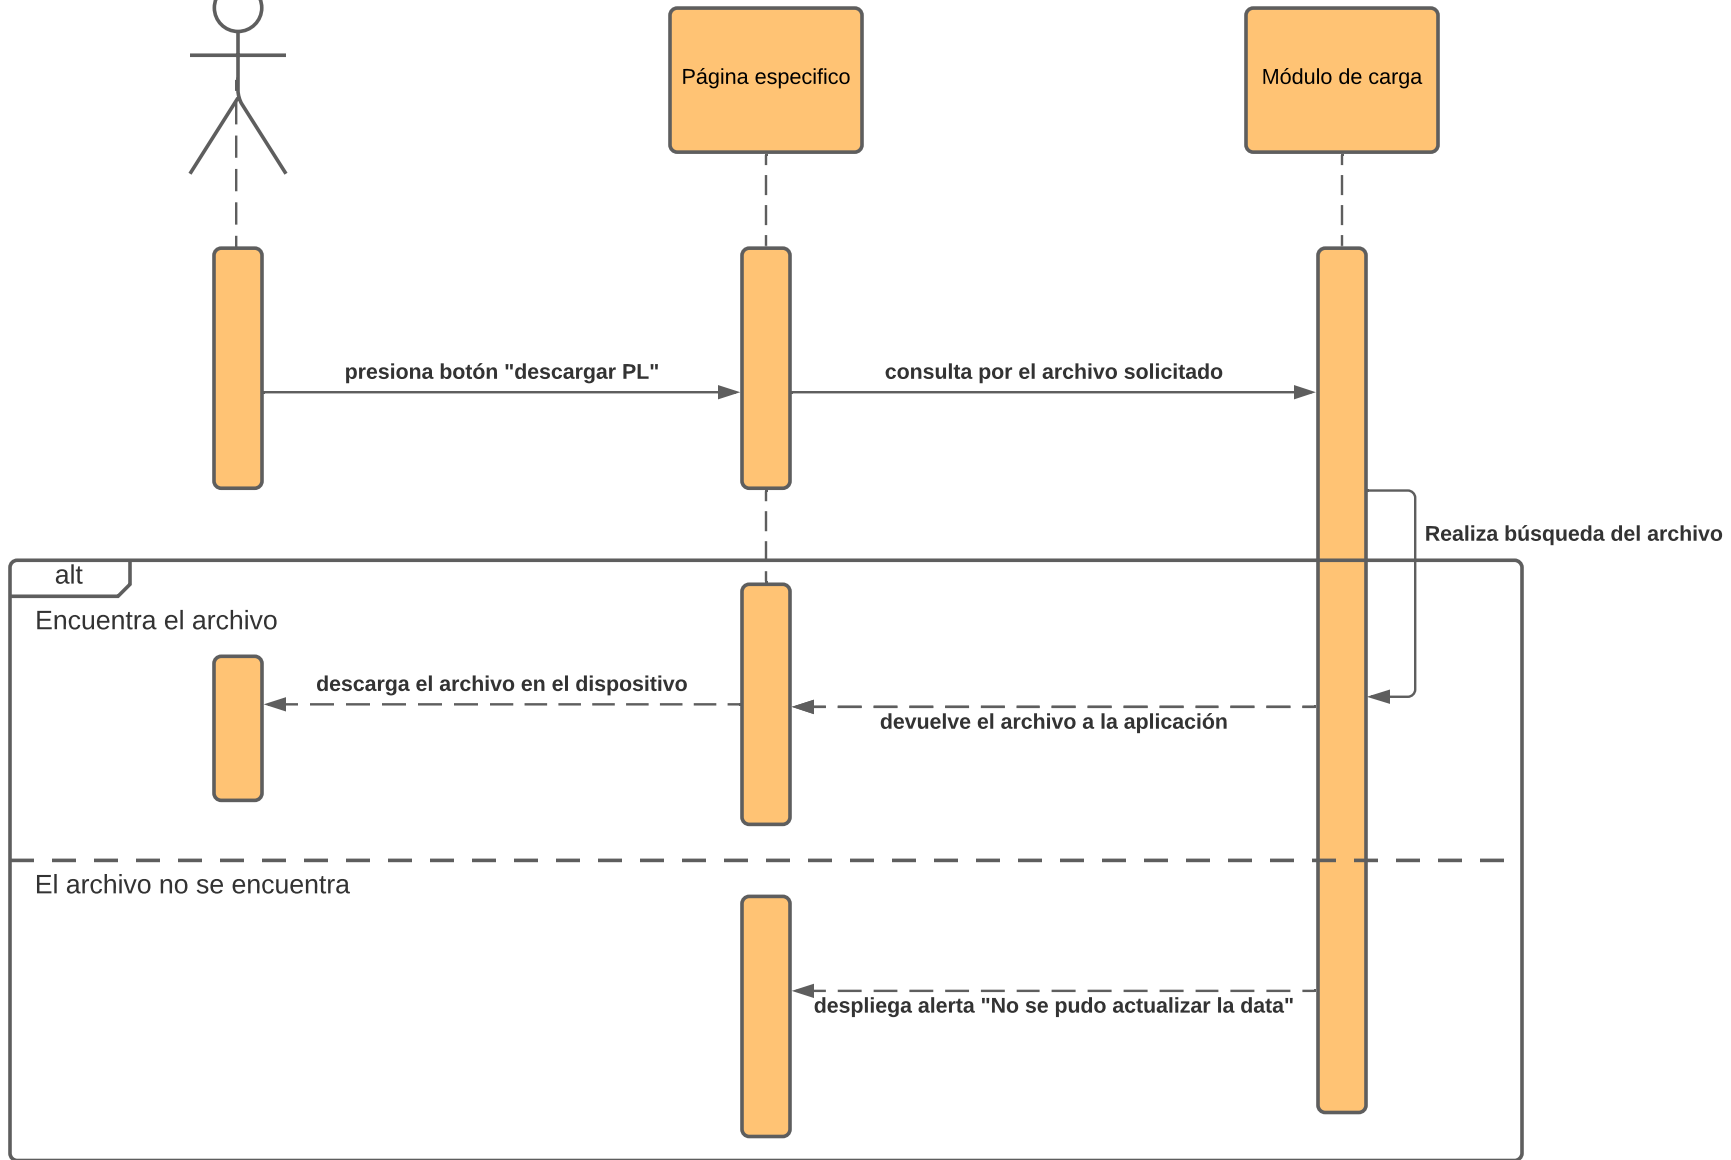 Página especifico
Módulo de carga
presiona botón "descargar PL"
consulta por el archivo solicitado
Realiza búsqueda del archivo
alt
Encuentra el archivo
descarga el archivo en el dispositivo
devuelve el archivo a la aplicación
El archivo no se encuentra
despliega alerta "No se pudo actualizar la data"